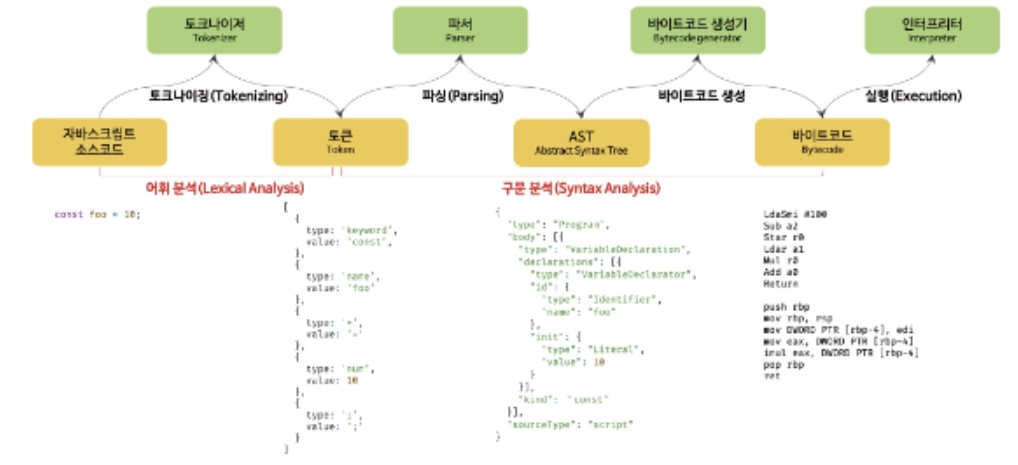 토크나이저
Tokenizer
파서
Parser
바이트코드 생성기
Bytecode generator
인터프리터
Interpreter
토크나이징(Tokenizing)
파싱(Parsing)
바이트코드 생성
실행(Execution)
자바스크립트
소스코드
토큰
Token
AST
Abstract Syntax Tree
바이트코드
Bytecode
어휘 분석(Lexical Analysis)
구문 분석(Syntax Analysis)
const foo = 10;
[
{
type: 'keyword',
value: 'const',
},
{
type: 'name',
value: 'foo'
},
{
type: '=',
value: '='
},
{
type: 'num',
value: 10
},
{
type: ';',
value: ';'
}
]
{
"type": "Program",
"body": [{
"type": "VariableDeclaration",
"declarations": [{
"type": "VariableDeclarator",
"id": {
"type": "Identifier",
"name": "foo"
},
"init": {
"type": "Literal",
"value": 10
}
}],
"kind": "const"
}],
"sourceType": "script"
}
LdaSmi #100
Sub a2
Star r0
Ldar a1
Mul r0
Add a0
Return
push rbp
mov rbp, rsp
mov DWORD PTR [rbp-4], edi
mov eax, DWORD PTR [rbp-4]
imul eax, DWORD PTR [rbp-4]
pop rbp
ret